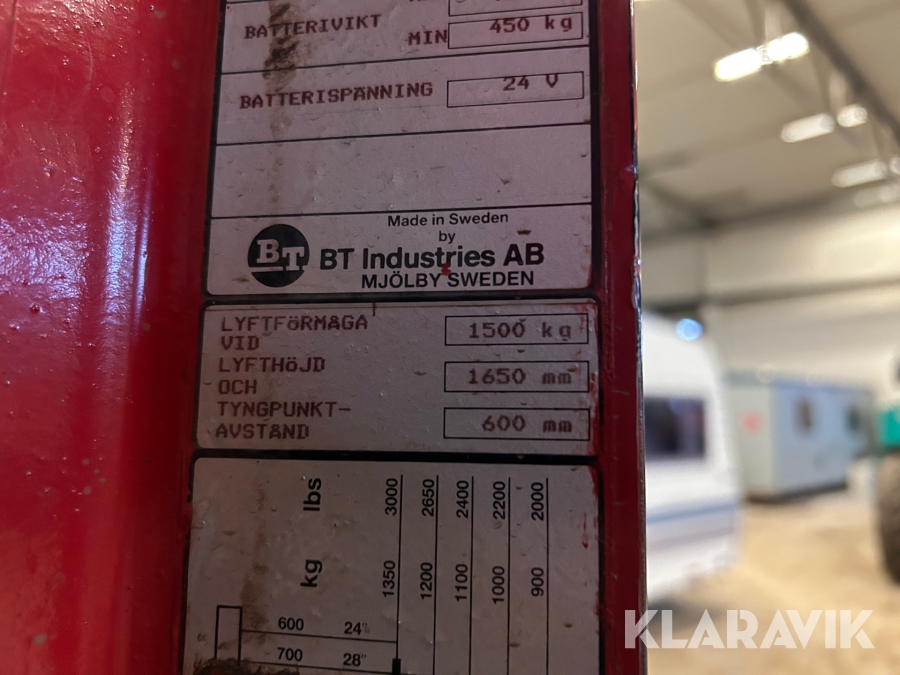 BATTERIVIKT
MIN 450 kg
BATTERISPÄNNING 24 V
Made in Sweden
by
BT BT Industries AB
MJÖLBY SWEDEN
LYFTFÖRMÅGA 1500 kg
VID
LYFTHÖJD 1650 mm
OCH
TYNGPUNKT- 600 mm
AVSTÅND
lbs 3000 2650 2400 2200 2000
kg 1350 1200 1100 1000 900
600 24"
700 28"
KLARAVIK